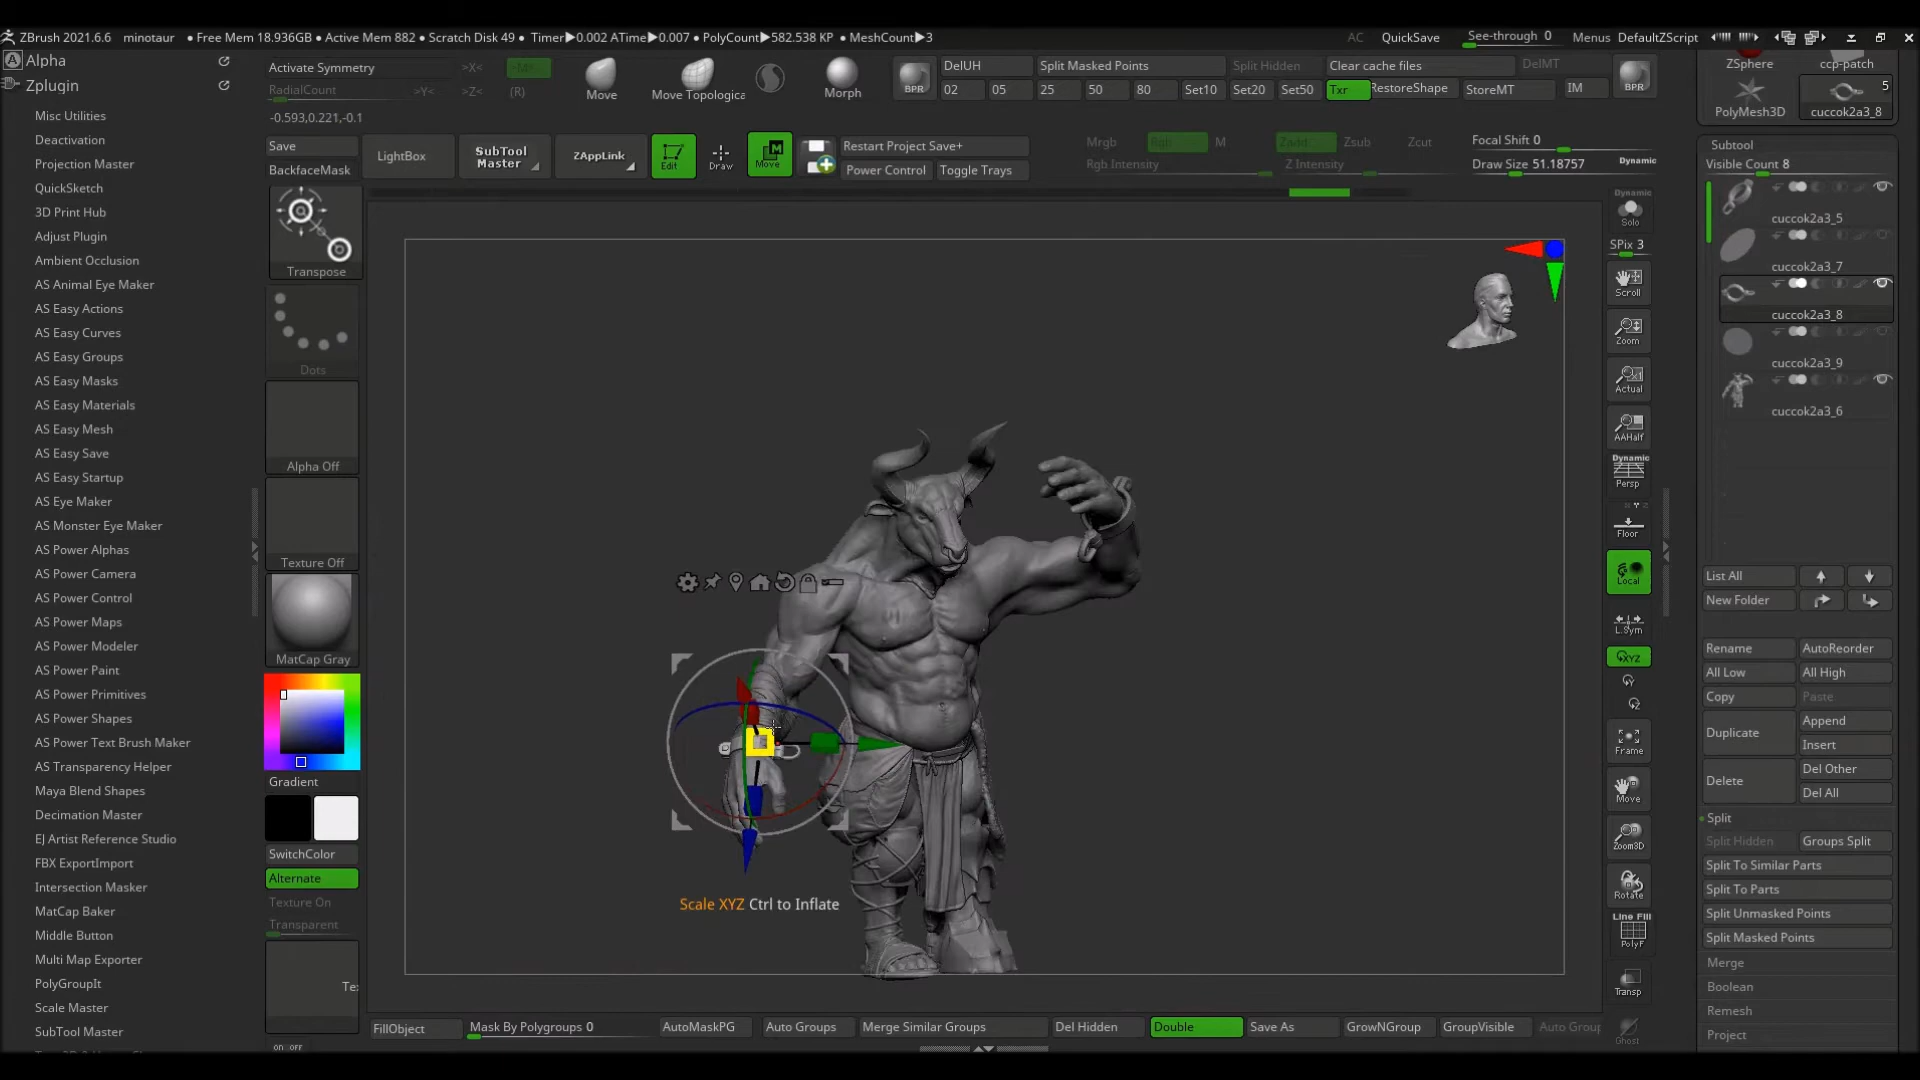 ZBrush 2021.6.6 minotaur • Free Mem 18.936GB • Active Mem 882 • Scratch Disk 49 • Timer▶0.002 ATime▶0.007 • PolyCount▶582.538 KP • MeshCount▶3
AC QuickSave See-through 0 Menus DefaultZScript
Alpha
Zplugin
Misc Utilities
Deactivation
Projection Master
QuickSketch
3D Print Hub
Adjust Plugin
Ambient Occlusion
AS Animal Eye Maker
AS Easy Actions
AS Easy Curves
AS Easy Groups
AS Easy Masks
AS Easy Materials
AS Easy Mesh
AS Easy Save
AS Easy Startup
AS Eye Maker
AS Monster Eye Maker
AS Power Alphas
AS Power Camera
AS Power Control
AS Power Maps
AS Power Modeler
AS Power Paint
AS Power Primitives
AS Power Shapes
AS Power Text Brush Maker
AS Transparency Helper
Maya Blend Shapes
Decimation Master
EJ Artist Reference Studio
FBX ExportImport
Intersection Masker
MatCap Baker
Middle Button
Multi Map Exporter
PolyGroupIt
Scale Master
SubTool Master
Activate Symmetry >X< >M<
RadialCount >Y< >Z< (R)
-0.593,0.221,-0.1
Move
Move Topologica
Morph
BPR
DelUH Split Masked Points Split Hidden Clear cache files DelMT
02 05 25 50 80 Set10 Set20 Set50 Txr RestoreShape StoreMT IM
BPR
Save
BackfaceMask
LightBox
SubTool
Master
ZAppLink
Edit
Draw
Move
Restart Project Save+
Power Control Toggle Trays
Mrgb Rgb M Zadd Zsub Zcut
Rgb Intensity Z Intensity
Focal Shift 0
Draw Size 51.18757 Dynamic
Transpose
Dots
Alpha Off
Texture Off
MatCap Gray
Gradient
SwitchColor
Alternate
Texture On
Transparent
Te
on off
Scale XYZ Ctrl to Inflate
FillObject Mask By Polygroups 0 AutoMaskPG Auto Groups Merge Similar Groups Del Hidden Double Save As GrowNGroup GroupVisible Auto Group
Dynamic
Solo
SPix 3
Scroll
Zoom
Actual
AAHalf
Dynamic
Persp
Floor
Local
L.Sym
XYZ
Frame
Move
Zoom3D
Rotate
Line Fill
PolyF
Transp
Ghost
ZSphere ccp-patch
5
PolyMesh3D cuccok2a3_8
Subtool
Visible Count 8
cuccok2a3_5
cuccok2a3_7
cuccok2a3_8
cuccok2a3_9
cuccok2a3_6
List All
New Folder
Rename AutoReorder
All Low All High
Copy Paste
Duplicate Append
Insert
Delete Del Other
Del All
Split
Split Hidden Groups Split
Split To Similar Parts
Split To Parts
Split Unmasked Points
Split Masked Points
Merge
Boolean
Remesh
Project